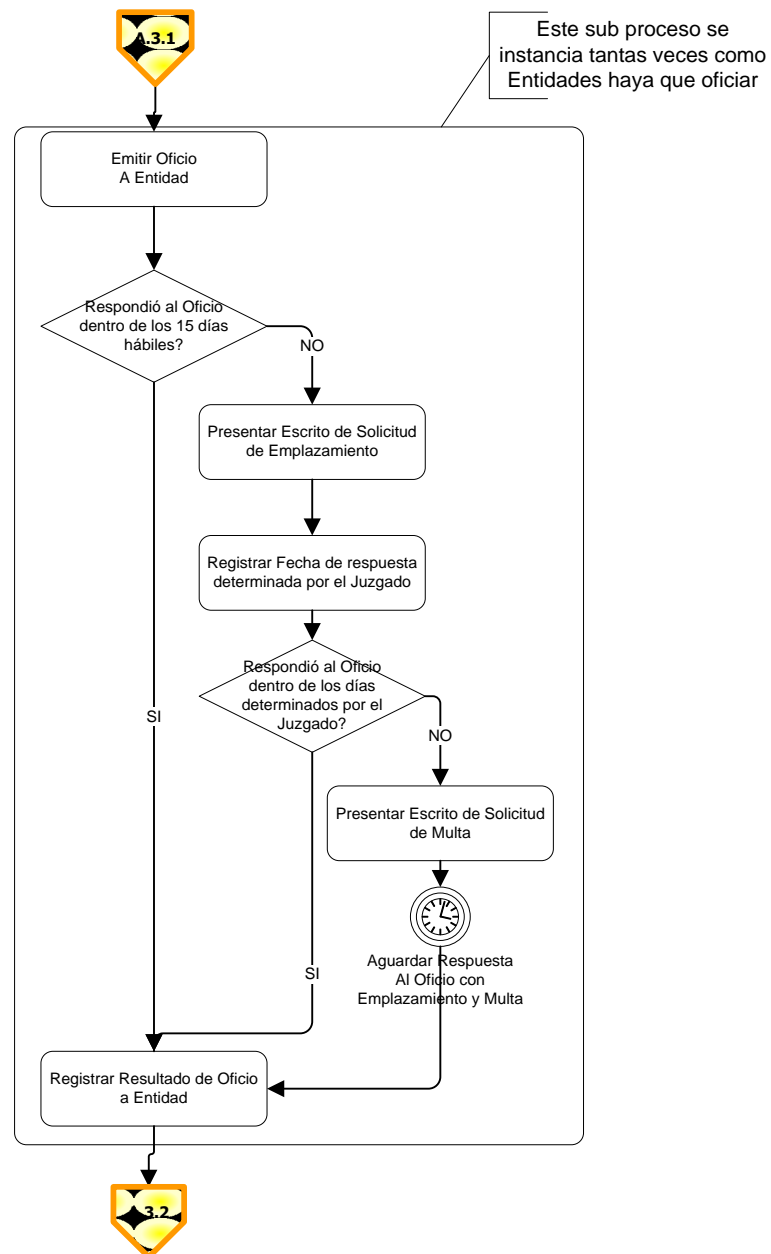 A.3.1
Este sub proceso se
instancia tantas veces como
Entidades haya que oficiar
Emitir Oficio
A Entidad
Respondió al Oficio
dentro de los 15 días
hábiles?
NO
Presentar Escrito de Solicitud
de Emplazamiento
Registrar Fecha de respuesta
determinada por el Juzgado
Respondió al Oficio
dentro de los días
determinados por el
Juzgado?
SI
NO
Presentar Escrito de Solicitud
de Multa
Aguardar Respuesta
Al Oficio con
Emplazamiento y Multa
SI
Registrar Resultado de Oficio
a Entidad
3.2